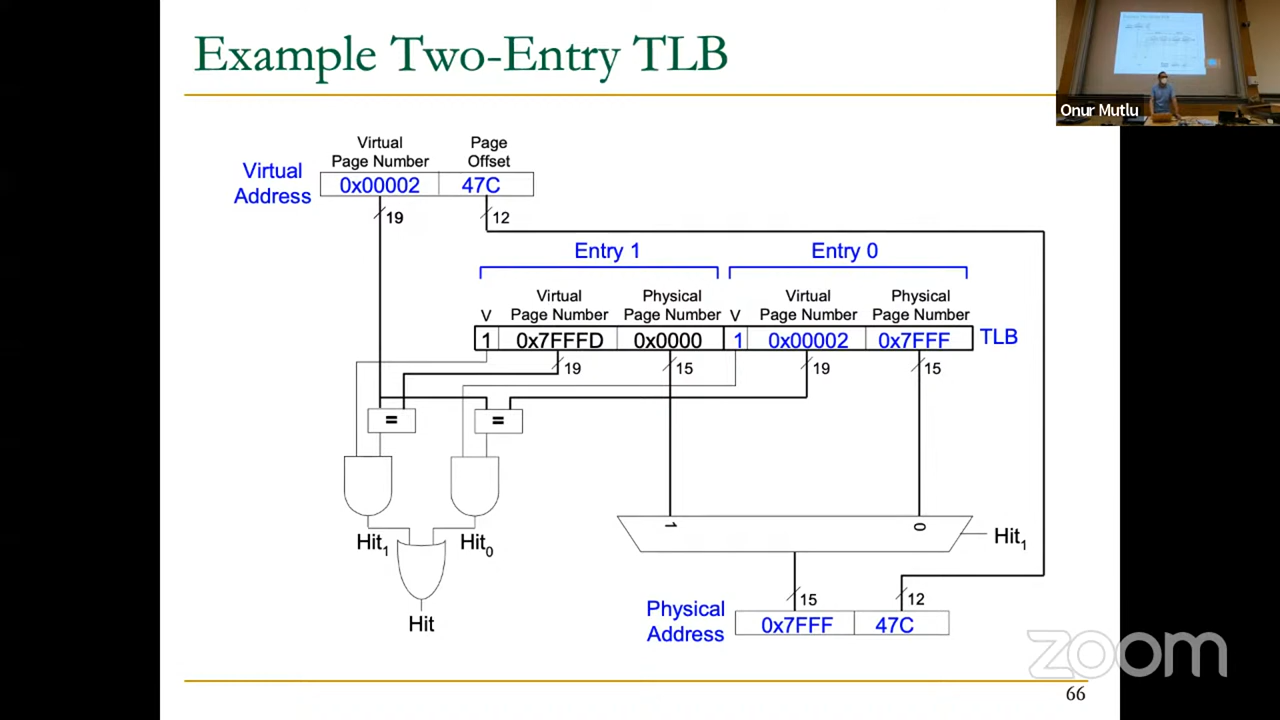 Example Two-Entry TLB
Onur Mutlu
Virtual
Page Number
Page
Offset
Virtual
Address
0x00002
47C
19
12
Entry 1
Entry 0
V
Virtual
Page Number
Physical
Page Number
V
Virtual
Page Number
Physical
Page Number
1
0x7FFFD
0x0000
1
0x00002
0x7FFF
TLB
19
15
19
15
=
=
1
0
Hit1
Hit0
Hit1
Hit
15
12
Physical
Address
0x7FFF
47C
zoom
66